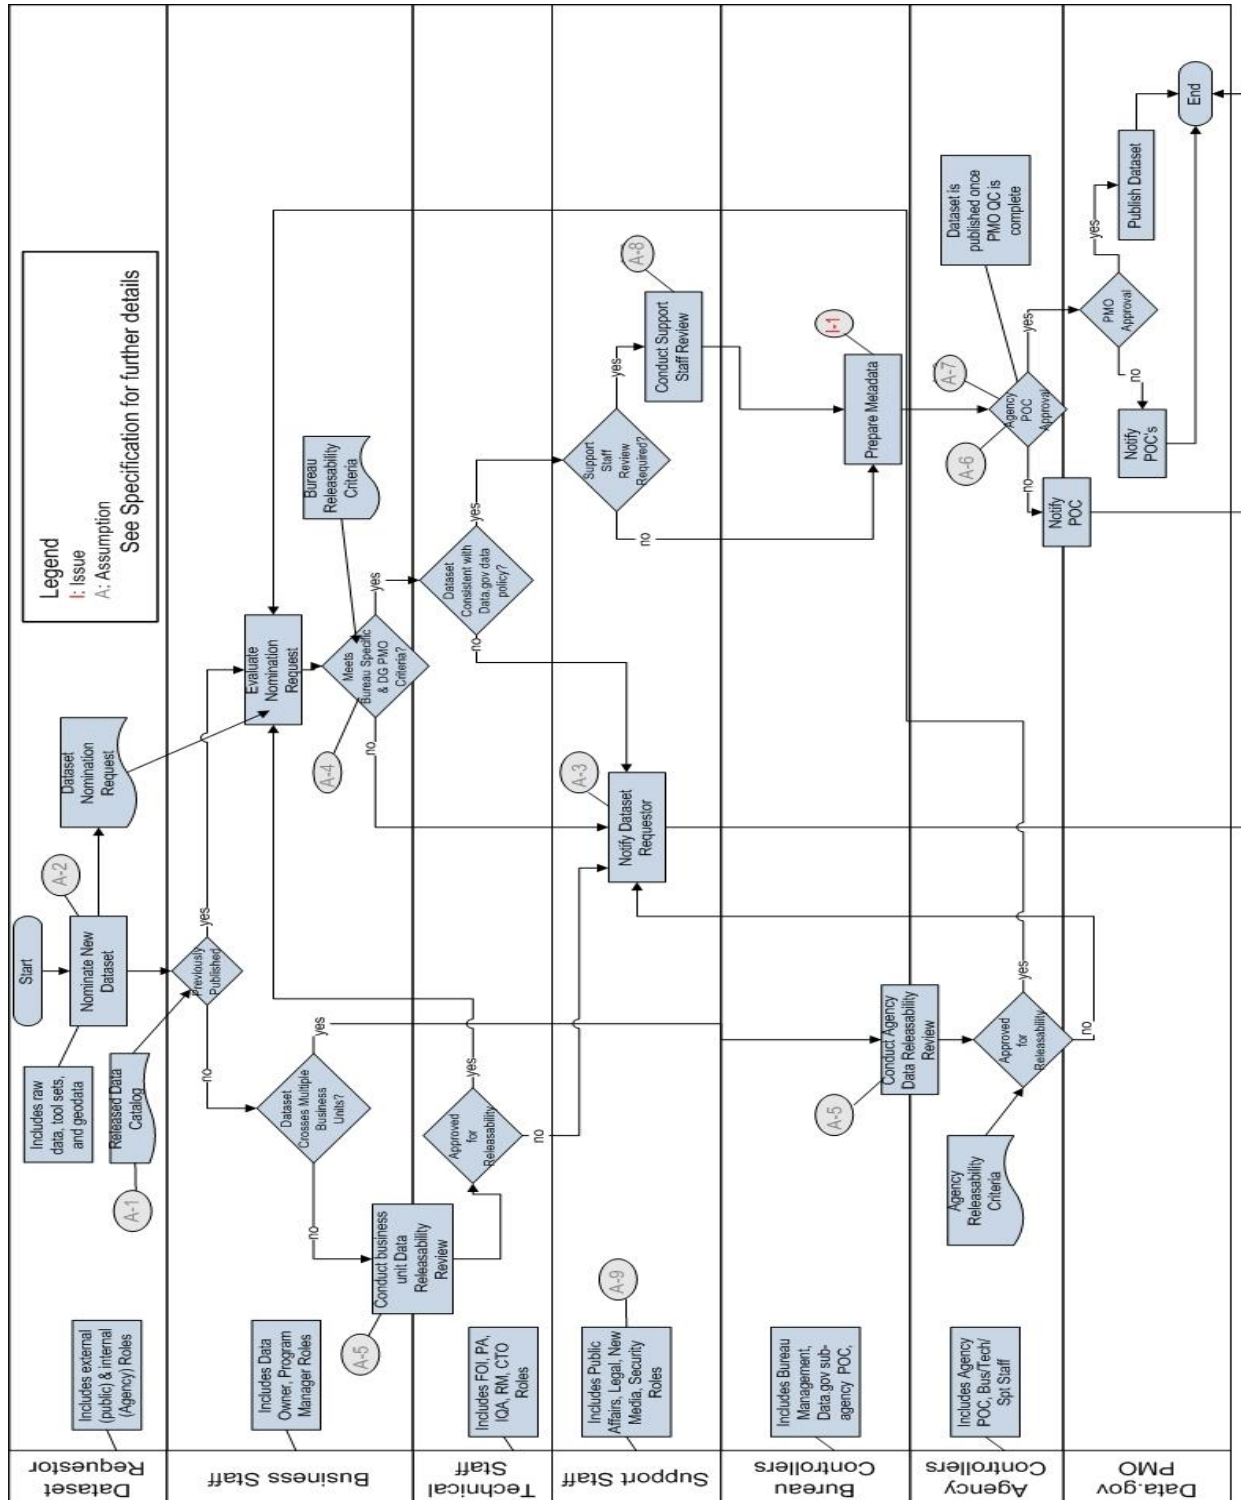 Legend
I: Issue
A: Assumption
See Specification for further details
Dataset
Requestor
Includes external
(public) & internal
(Agency) Roles
Start
Nominate New
Dataset
A-2
Includes raw
data, tool sets,
and geodata
Released Data
Catalog
A-1
Dataset
Nomination
Request
Business Staff
Includes Data
Owner, Program
Manager Roles
Previously
Published
yes
no
Dataset
Crosses Multiple
Business
Units?
yes
no
Evaluate
Nomination
Request
Meets
Bureau Specific
& DG PMO
Criteria?
A-4
Bureau
Releasability
Criteria
yes
no
Conduct business
unit Data
Releasability
Review
A-5
Technical
Staff
Includes FOI, PA,
IQA, RM, CTO
Roles
Approved
for
Releasability
yes
no
Dataset
Consistent with
Data.gov data
policy?
yes
no
Support Staff
Includes Public
Affairs, Legal, New
Media, Security
Roles
A-9
Notify Dataset
Requestor
A-3
Support
Staff
Review
Required?
yes
no
Conduct Support
Staff Review
A-8
Bureau
Controllers
Includes Bureau
Management,
Data.gov sub-
agency POC,
A-5
Conduct Agency
Data Releasability
Review
Prepare Metadata
I-1
Agency
Controllers
Includes Agency
POC, Bus/Tech/
Spt Staff
Agency
Releasability
Criteria
Approved
for
Releasability
yes
no
Agency
POC
Approval
A-6
A-7
yes
no
Notify
POC
Dataset is
published once
PMO QC is
complete
Data.gov
PMO
PMO
Approval
yes
no
Notify
POC's
Publish Dataset
End